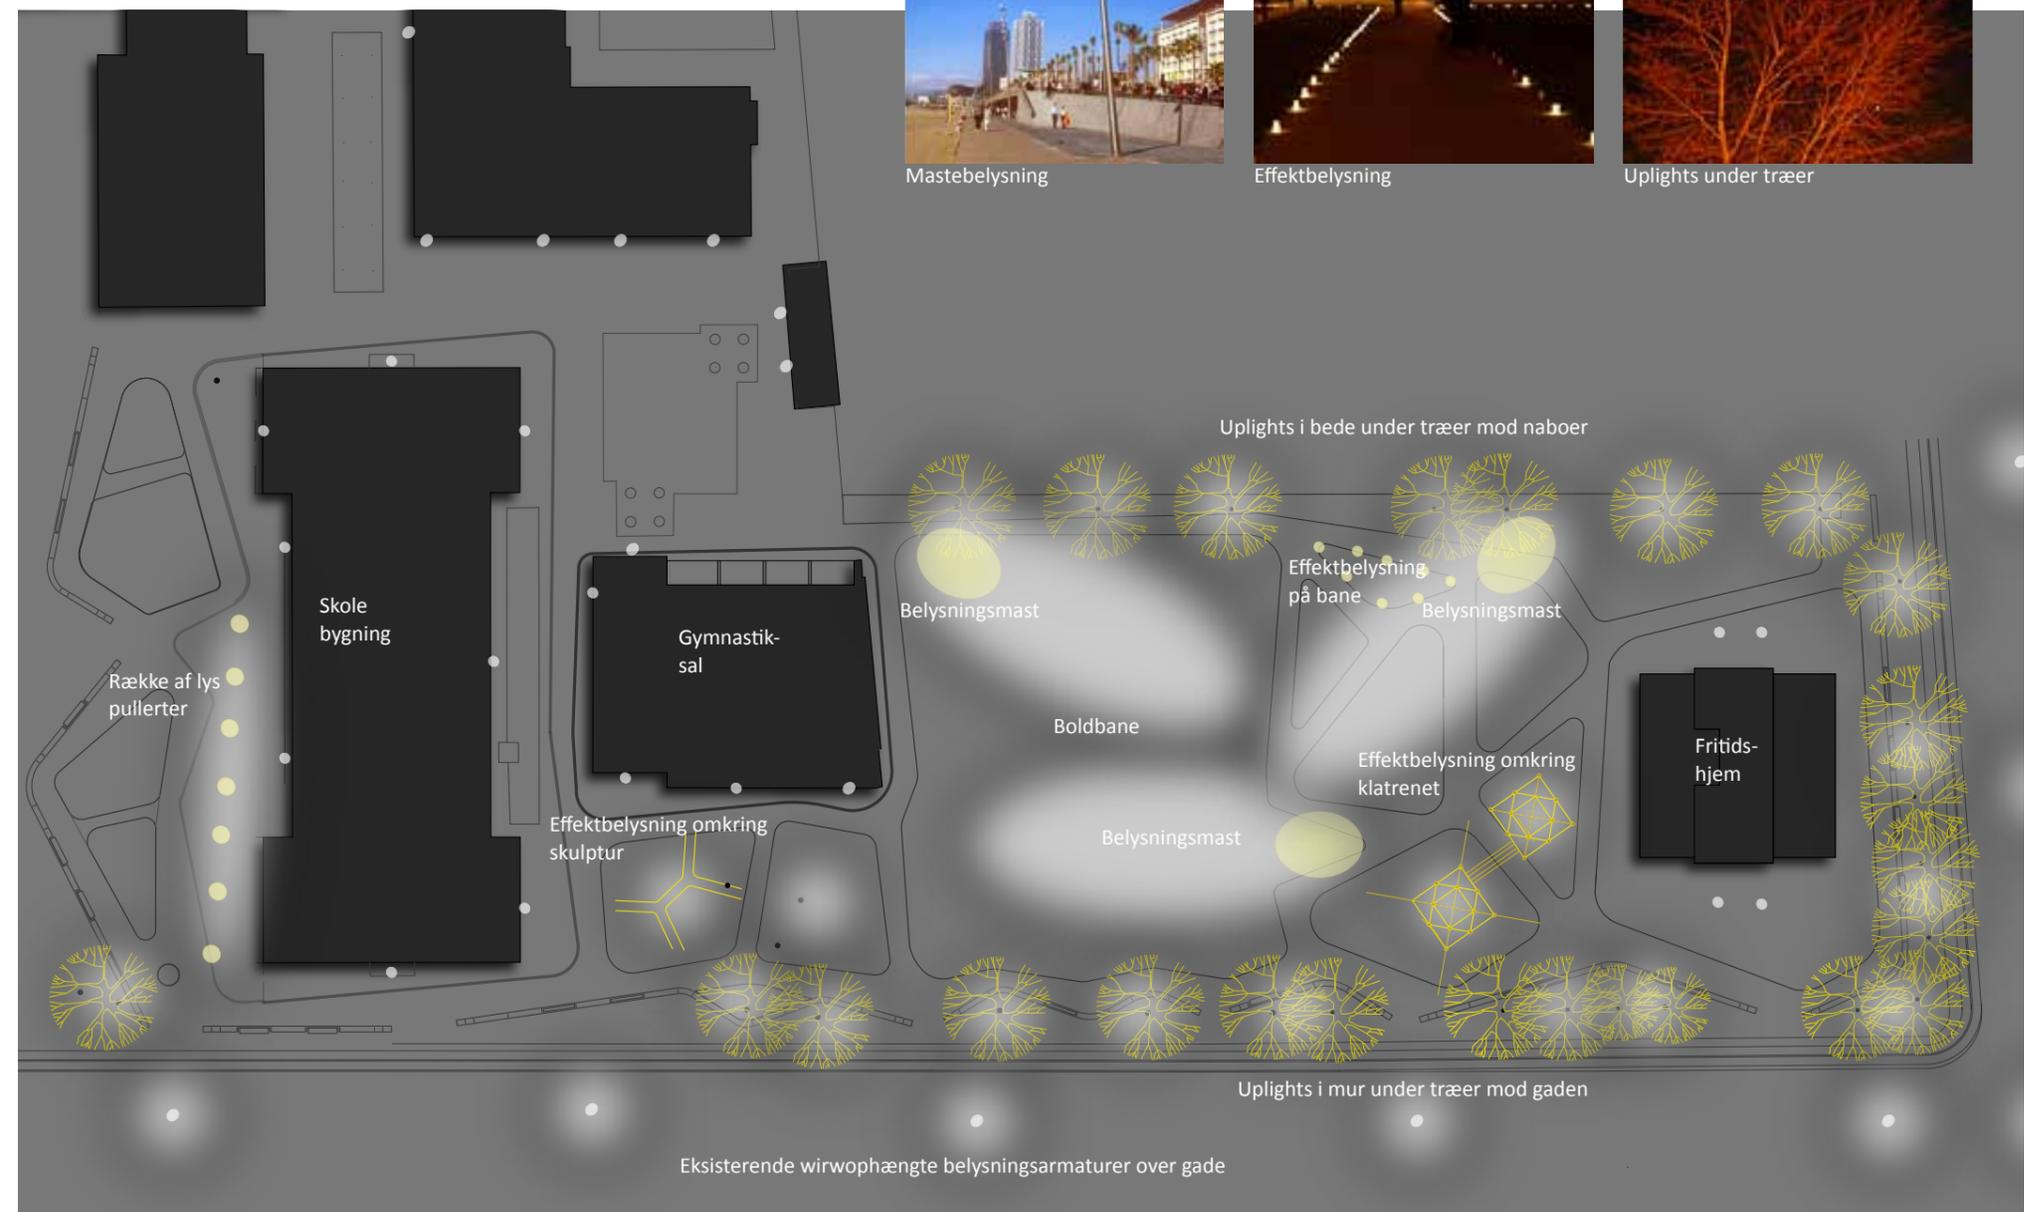 Mastebelysning
Effektbelysning
Uplights under træer
Uplights i bede under træer mod naboer
Effektbelysning
på bane
Belysningsmast
Belysningsmast
Skole
bygning
Gymnastik-
sal
Række af lys
pullerter
Boldbane
Effektbelysning omkring
klatrenet
Fritids-
hjem
Effektbelysning omkring
skulptur
Belysningsmast
Uplights i mur under træer mod gaden
Eksisterende wirwophængte belysningsarmaturer over gade